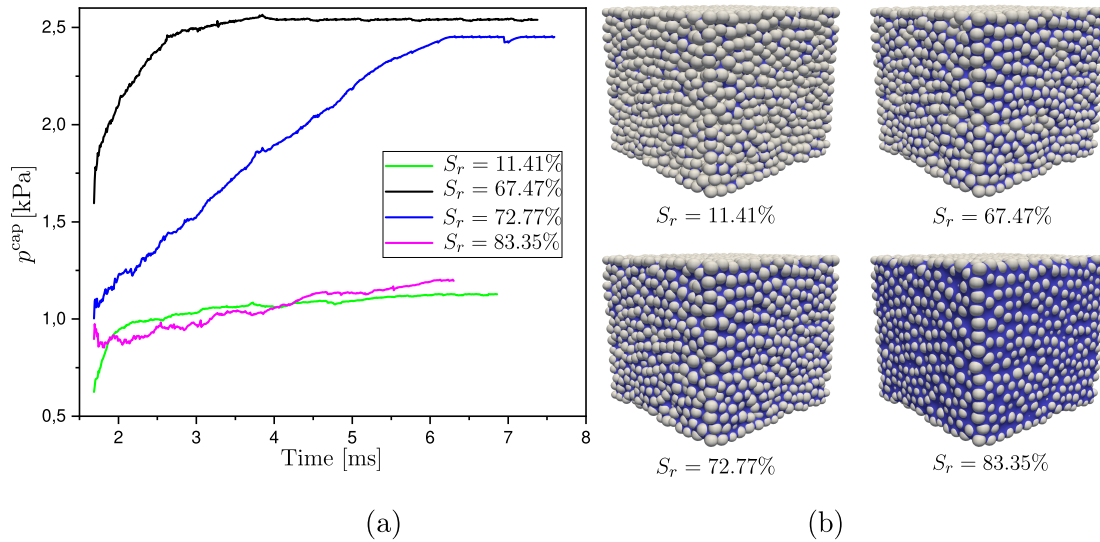 2,5
2,0
1,5
1,0
0,5
p^cap [kPa]
S_r = 11.41%
S_r = 67.47%
S_r = 72.77%
S_r = 83.35%
2 3 4 5 6 7 8
Time [ms]
(a)
S_r = 11.41% S_r = 67.47%
S_r = 72.77% S_r = 83.35%
(b)